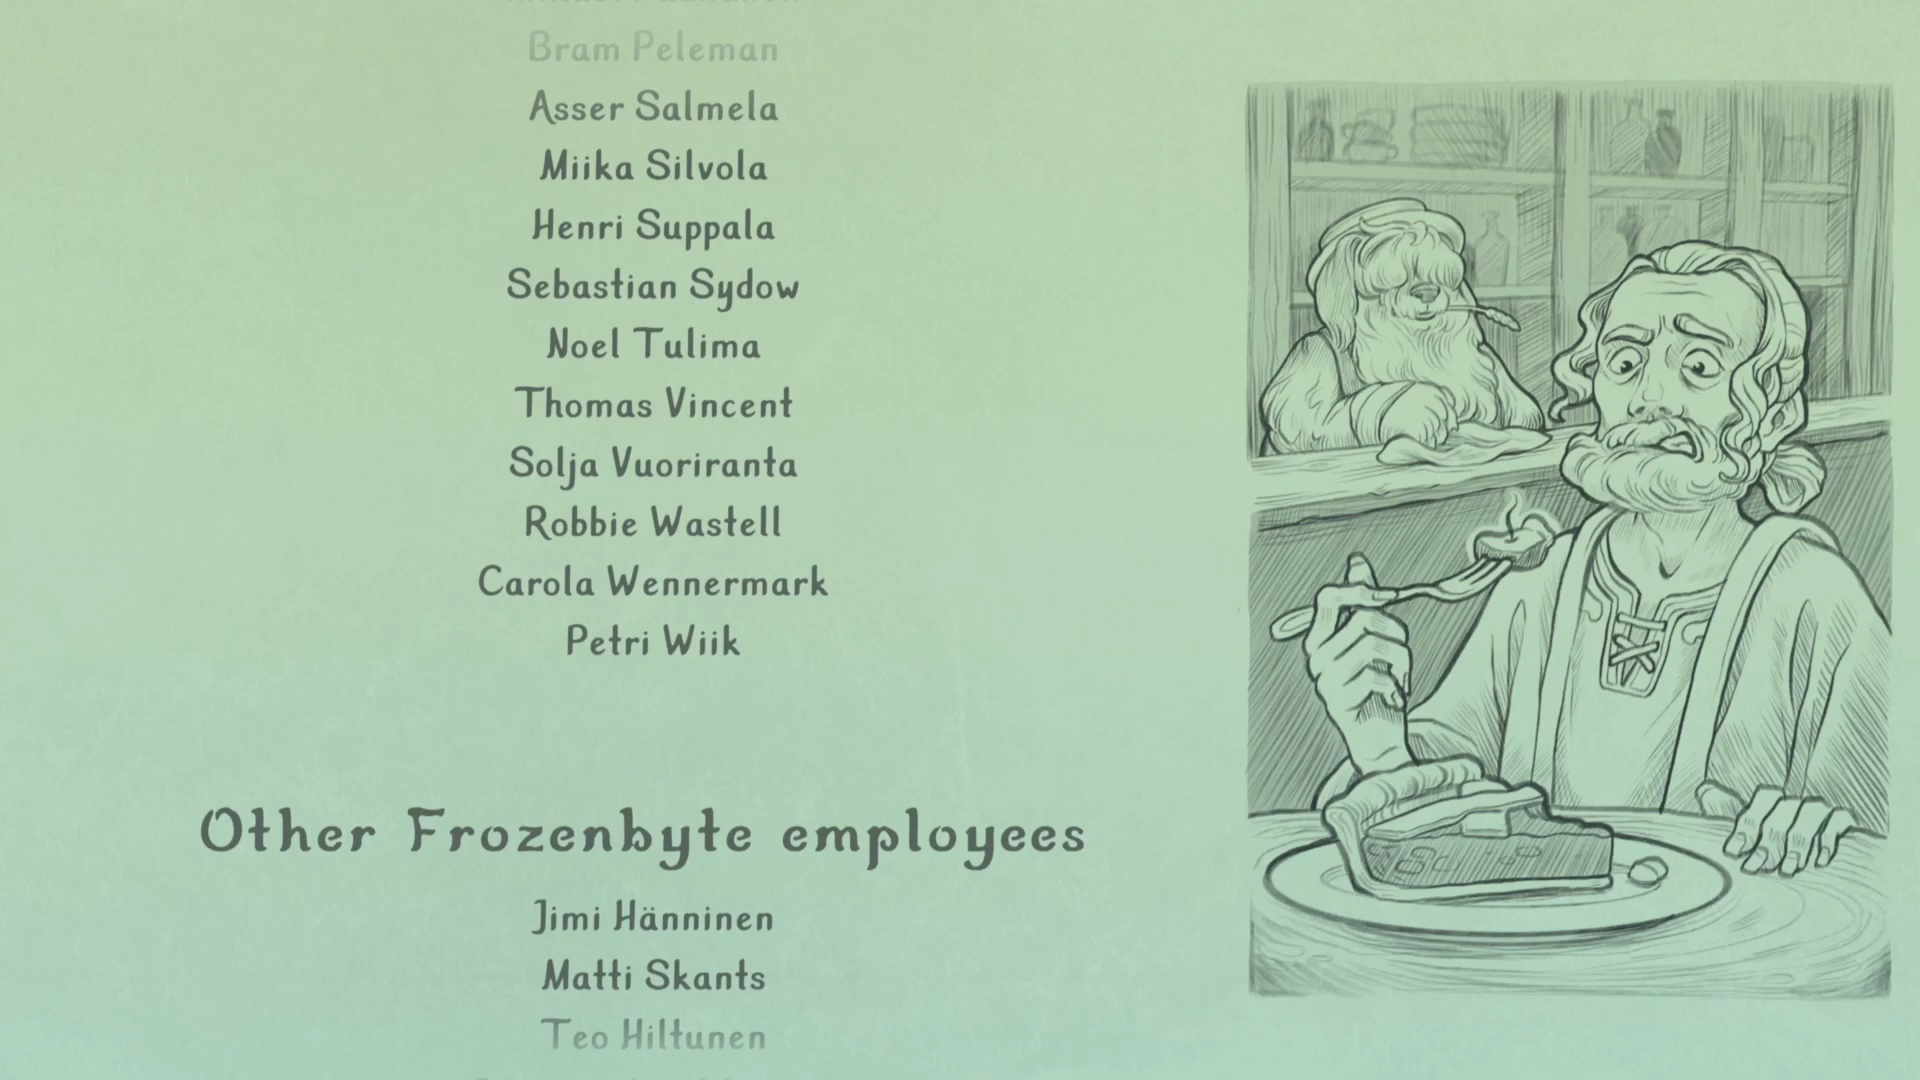 Bram Peleman
Asser Salmela
Miika Silvola
Henri Suppala
Sebastian Sydow
Noel Tulima
Thomas Vincent
Solja Vuoriranta
Robbie Wastell
Carola Wennermark
Petri Wiik
Other Frozenbyte employees
Jimi Hänninen
Matti Skants
Teo Hiltunen